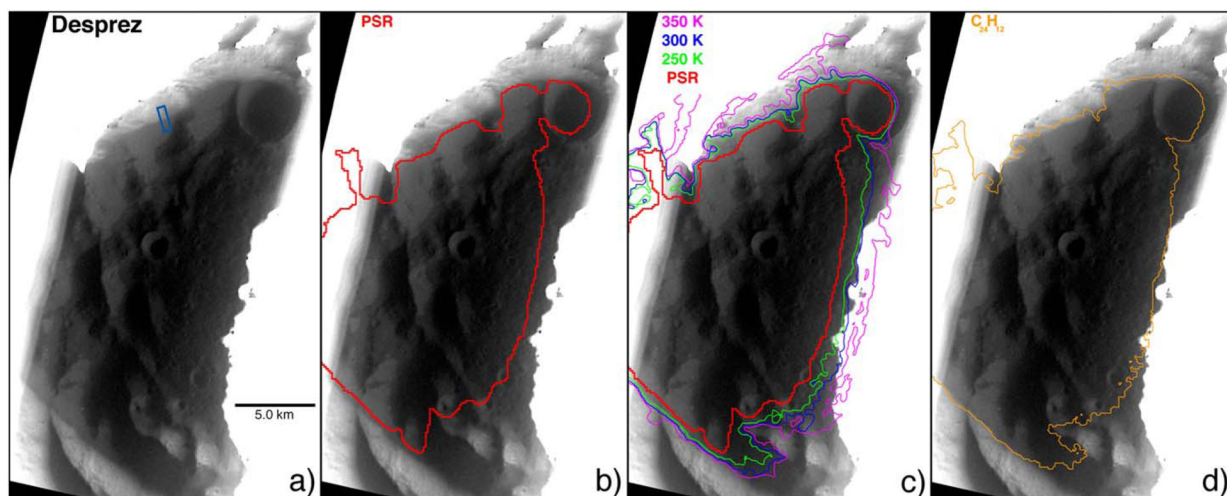 Desprez
5.0 km
a)
PSR
b)
350 K
300 K
250 K
PSR
c)
C₂₄H₁₂
d)